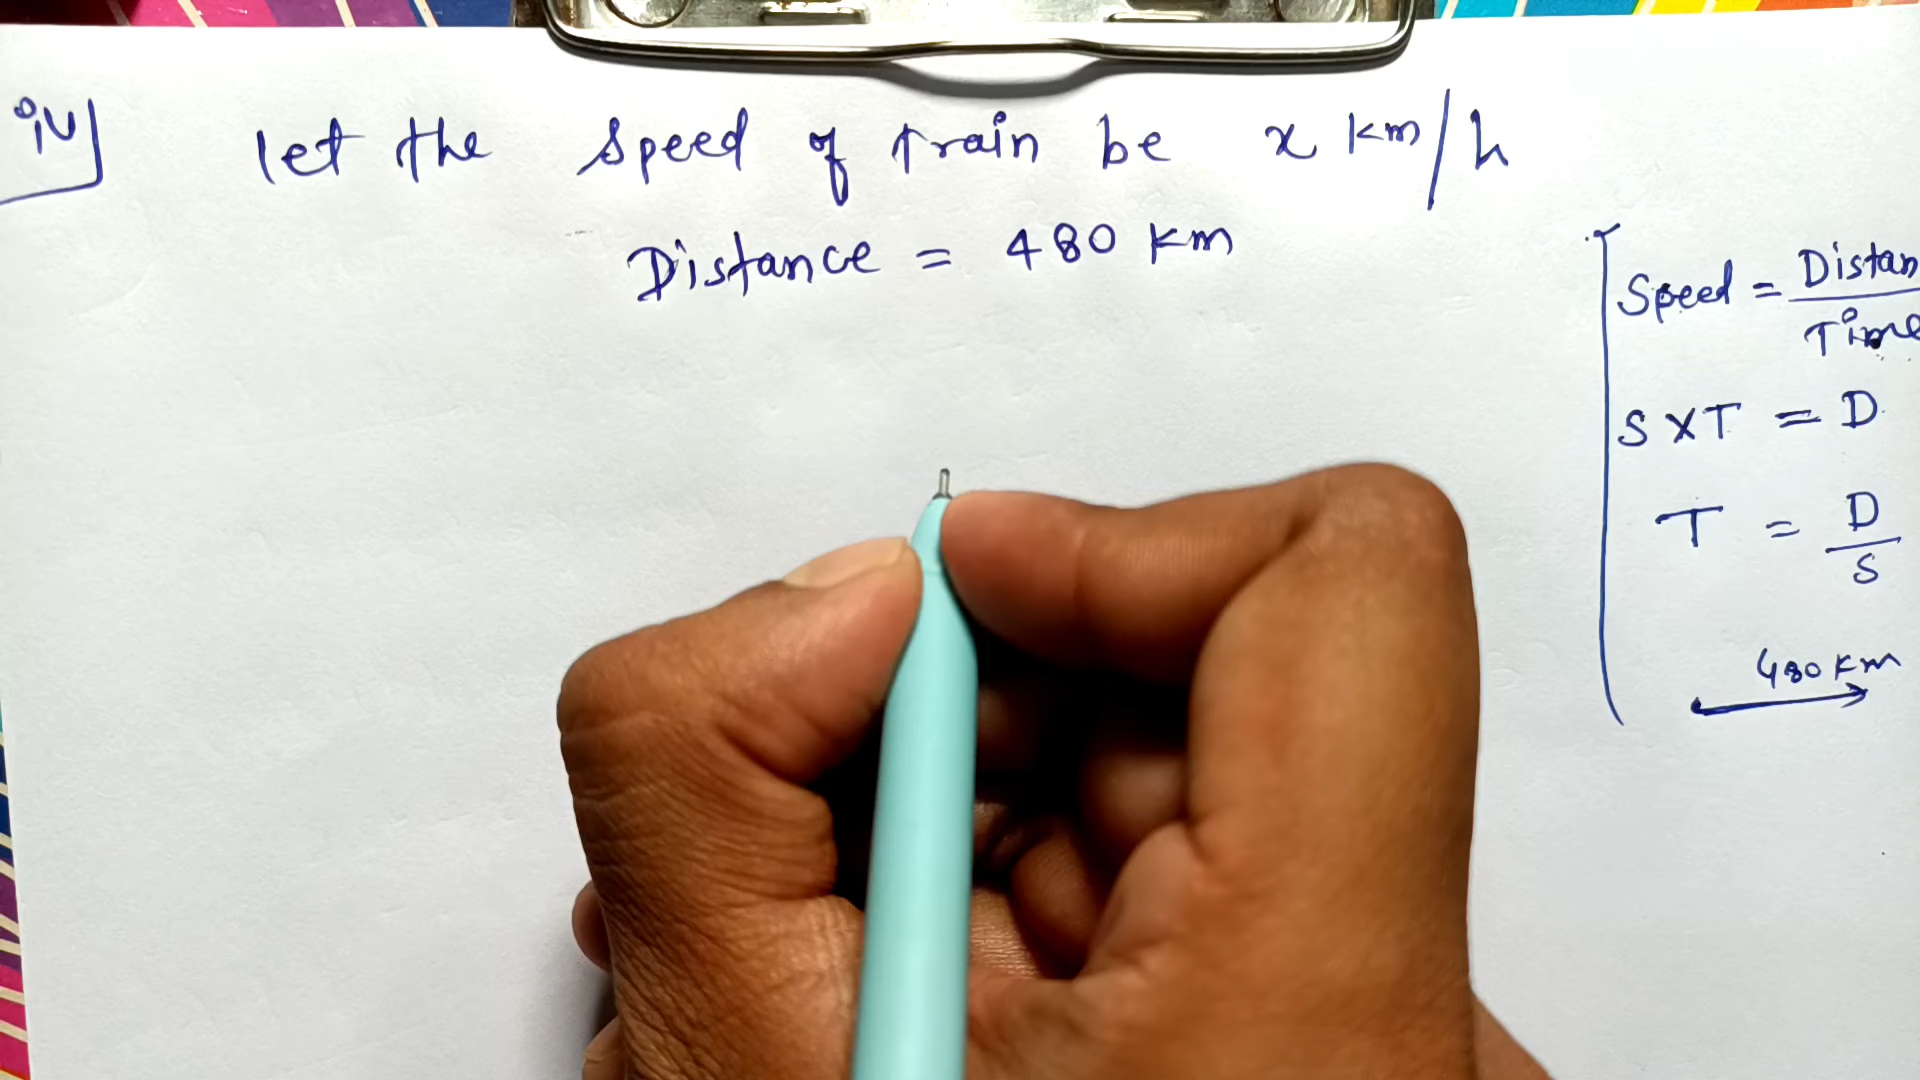 iv] let the speed of train be x km/h
Distance = 480 km
Speed = Distan
Time
S X T = D
T = D
S
480 km